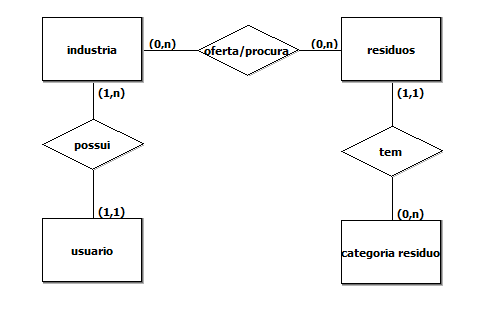 industria
(0,n)
oferta/procura
(0,n)
residuos
(1,n)
(1,1)
possui
tem
(1,1)
(0,n)
usuario
categoria residuo